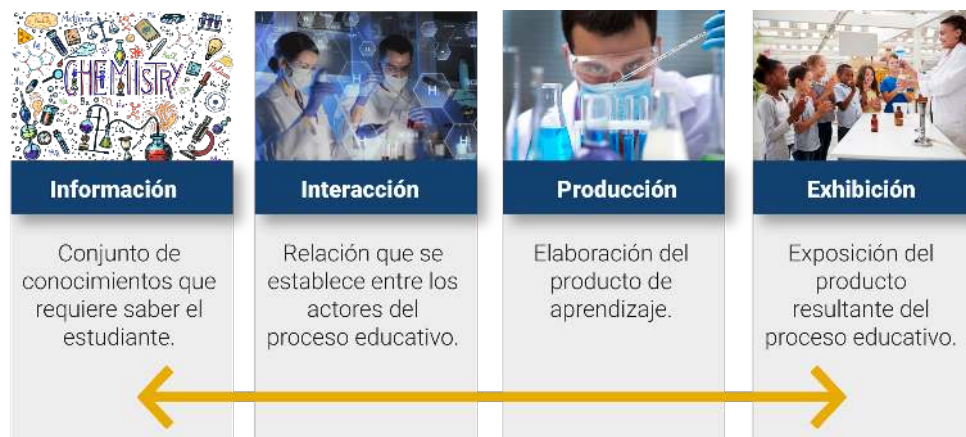 CHEMISTRY
Información
Conjunto de
conocimientos que
requiere saber el
estudiante.
Interacción
Relación que se
establece entre los
actores del
proceso educativo.
H
H
Producción
Elaboración del
producto de
aprendizaje.
Exhibición
Exposición del
producto
resultante del
proceso educativo.